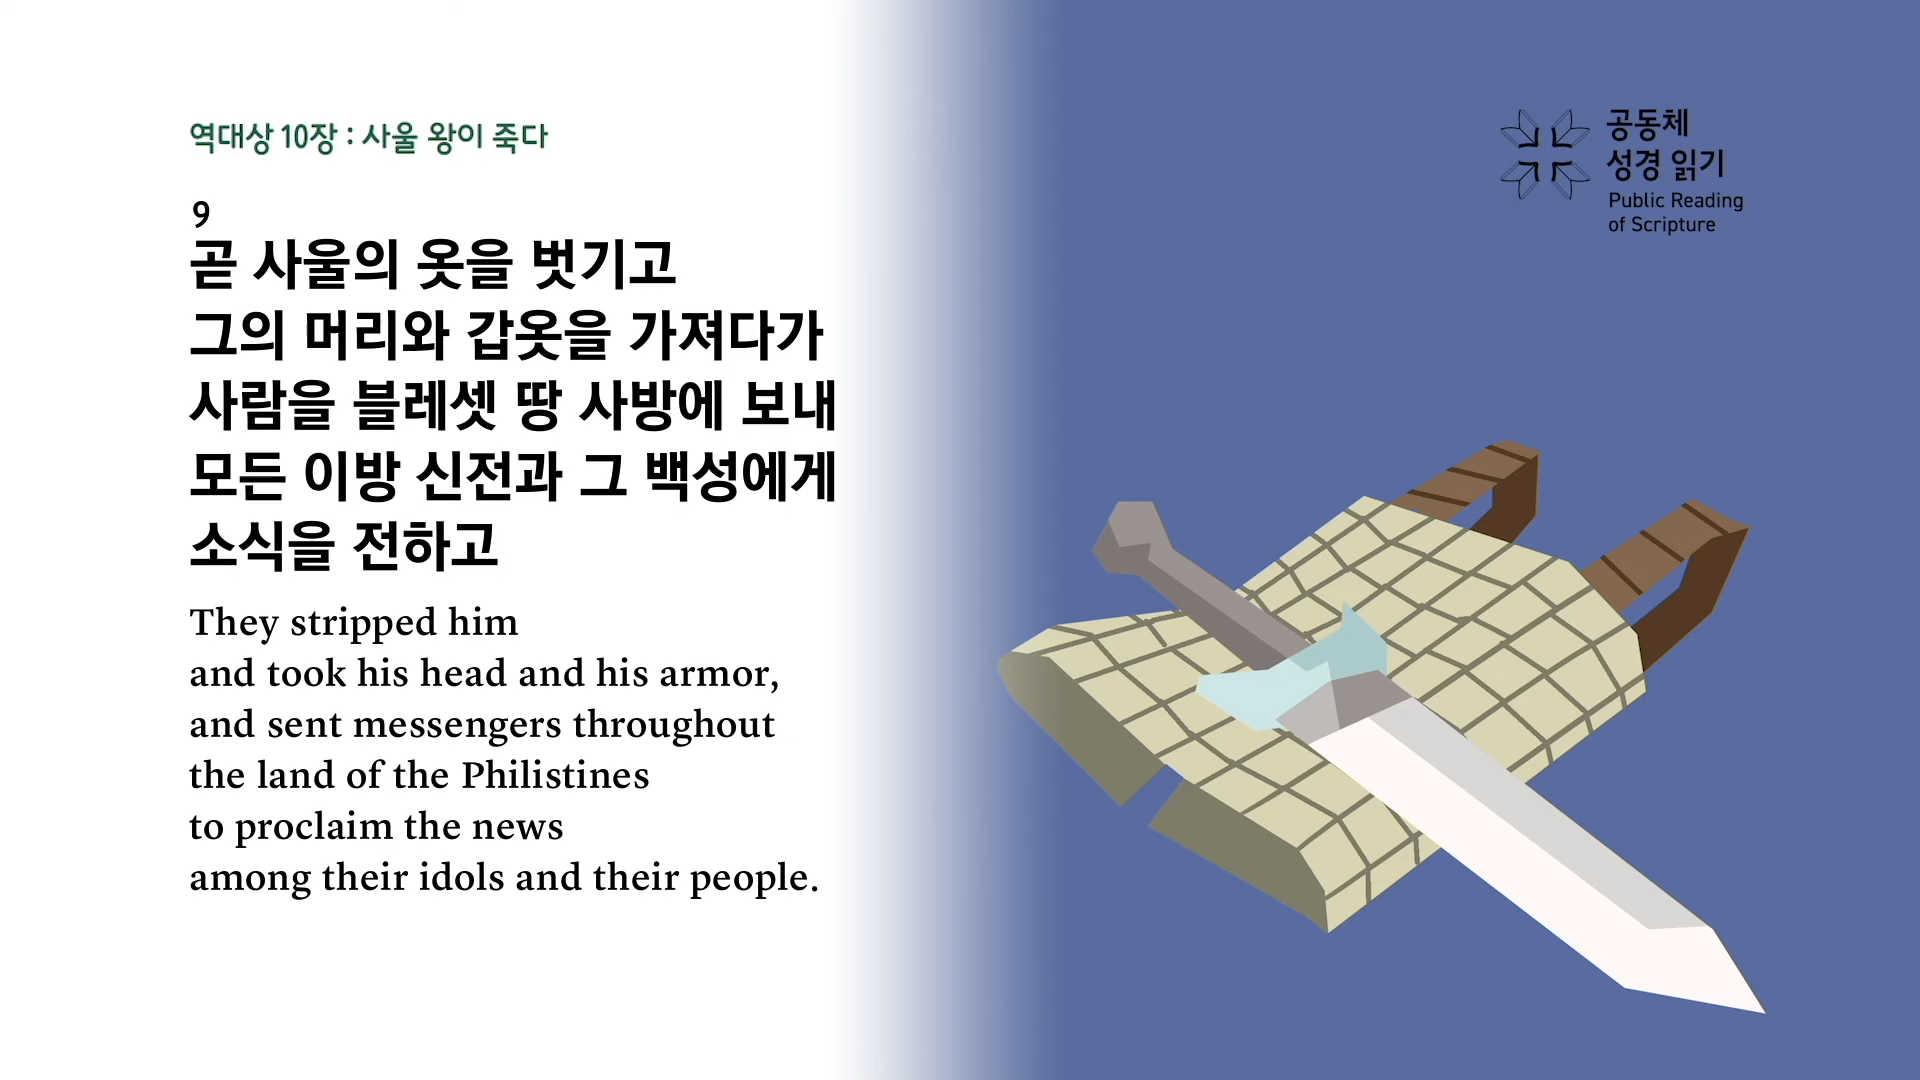 역대상 10장 : 사울 왕이 죽다
9
곧 사울의 옷을 벗기고
그의 머리와 갑옷을 가져다가
사람을 블레셋 땅 사방에 보내
모든 이방 신전과 그 백성에게
소식을 전하고
They stripped him
and took his head and his armor,
and sent messengers throughout
the land of the Philistines
to proclaim the news
among their idols and their people.
공동체
성경 읽기
Public Reading
of Scripture